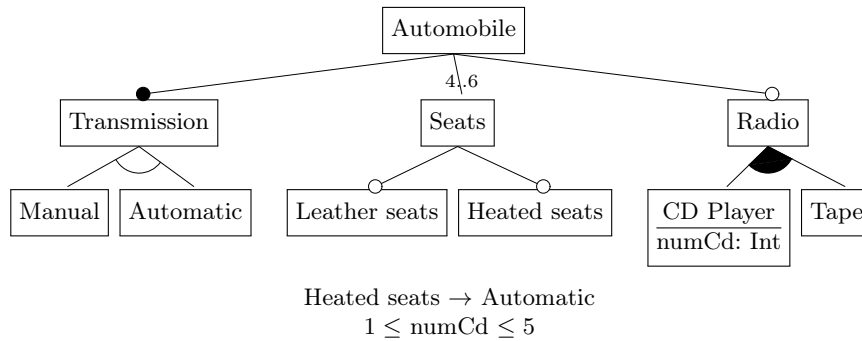 Automobile
4..6
Transmission
Seats
Radio
Manual
Automatic
Leather seats
Heated seats
CD Player
numCd: Int
Tape
Heated seats → Automatic
1 ≤ numCd ≤ 5